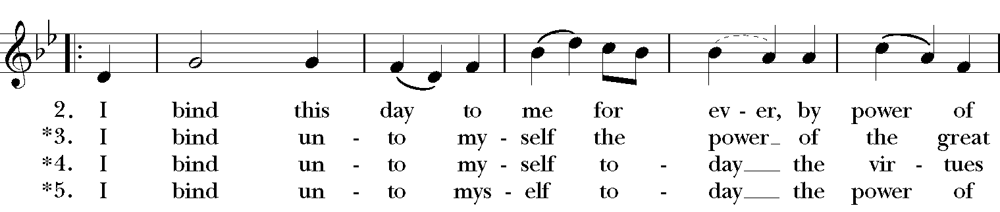 2. I bind this day to me for ev - er, by power of
*3. I bind un - to my - self the power_ of the great
*4. I bind un - to my - self to - day___ the vir - tues
*5. I bind un - to mys - elf to - day___ the power of